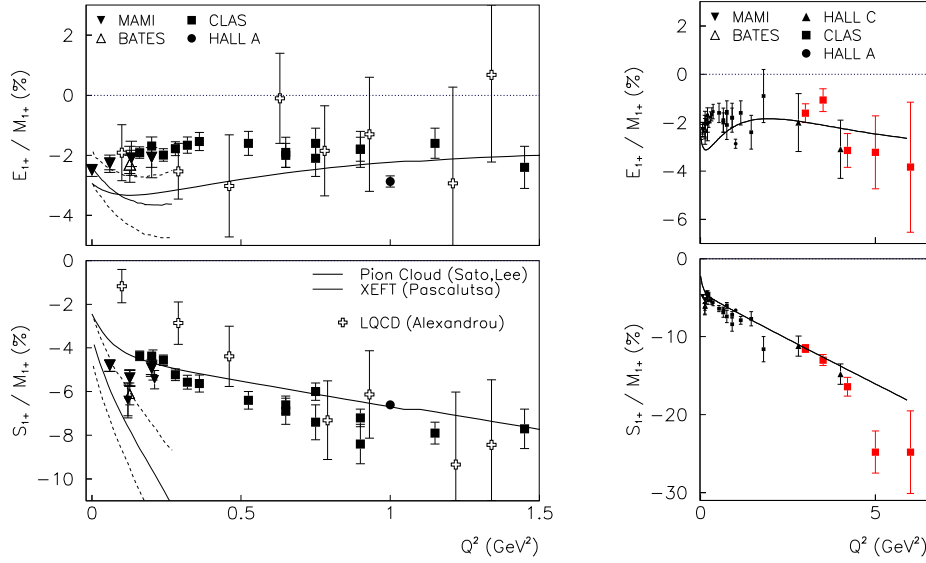 MAMI
BATES
CLAS
HALL A
2
0
-2
-4
E1+ / M1+ (%)
0
-2
-4
-6
-8
-10
S1+ / M1+ (%)
Pion Cloud (Sato,Lee)
XEFT (Pascalutsa)
LQCD (Alexandrou)
0
0.5
1
1.5
Q² (GeV²)
MAMI
BATES
HALL C
CLAS
HALL A
2
0
-2
-4
-6
E1+ / M1+ (%)
0
-10
-20
-30
S1+ / M1+ (%)
0
5
Q² (GeV²)